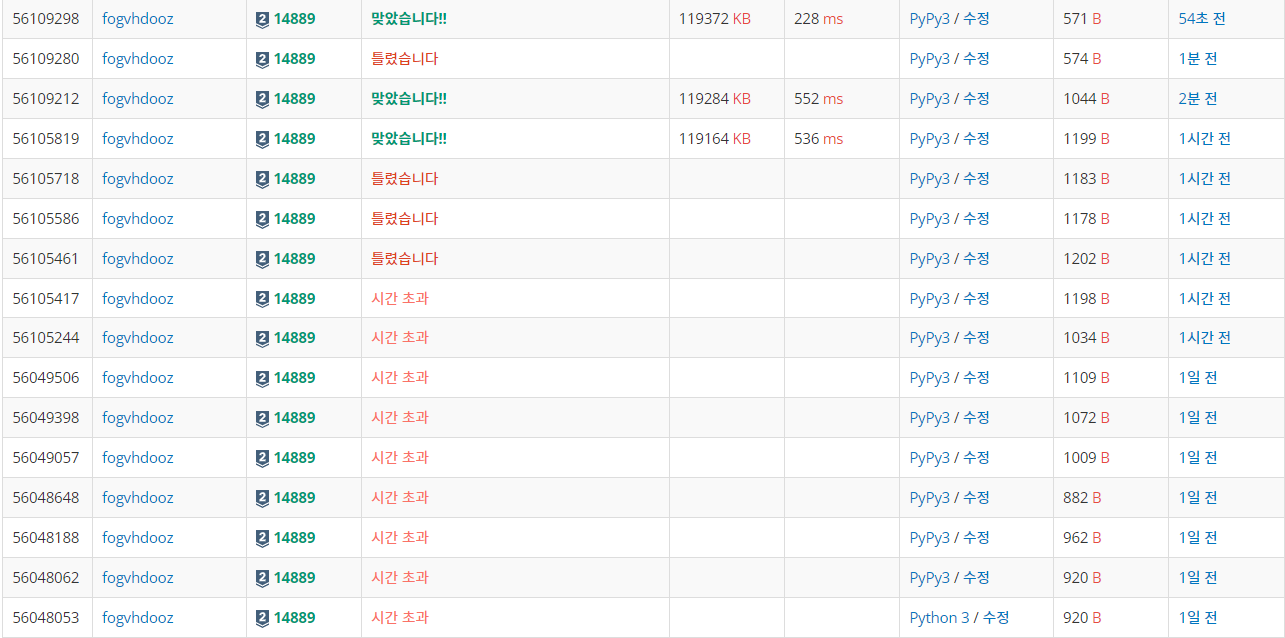 56109298 fogvhdooz 2 14889 맞았습니다!! 119372 KB 228 ms PyPy3 / 수정 571 B 54초 전
56109280 fogvhdooz 2 14889 틀렸습니다 PyPy3 / 수정 574 B 1분 전
56109212 fogvhdooz 2 14889 맞았습니다!! 119284 KB 552 ms PyPy3 / 수정 1044 B 2분 전
56105819 fogvhdooz 2 14889 맞았습니다!! 119164 KB 536 ms PyPy3 / 수정 1199 B 1시간 전
56105718 fogvhdooz 2 14889 틀렸습니다 PyPy3 / 수정 1183 B 1시간 전
56105586 fogvhdooz 2 14889 틀렸습니다 PyPy3 / 수정 1178 B 1시간 전
56105461 fogvhdooz 2 14889 틀렸습니다 PyPy3 / 수정 1202 B 1시간 전
56105417 fogvhdooz 2 14889 시간 초과 PyPy3 / 수정 1198 B 1시간 전
56105244 fogvhdooz 2 14889 시간 초과 PyPy3 / 수정 1034 B 1시간 전
56049506 fogvhdooz 2 14889 시간 초과 PyPy3 / 수정 1109 B 1일 전
56049398 fogvhdooz 2 14889 시간 초과 PyPy3 / 수정 1072 B 1일 전
56049057 fogvhdooz 2 14889 시간 초과 PyPy3 / 수정 1009 B 1일 전
56048648 fogvhdooz 2 14889 시간 초과 PyPy3 / 수정 882 B 1일 전
56048188 fogvhdooz 2 14889 시간 초과 PyPy3 / 수정 962 B 1일 전
56048062 fogvhdooz 2 14889 시간 초과 PyPy3 / 수정 920 B 1일 전
56048053 fogvhdooz 2 14889 시간 초과 Python 3 / 수정 920 B 1일 전